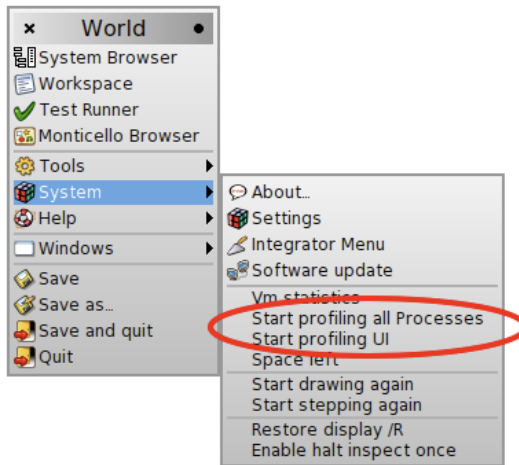 World
System Browser
Workspace
Test Runner
Monticello Browser
Tools
System
Help
Windows
Save
Save as…
Save and quit
Quit
About…
Settings
Integrator Menu
Software update
Vm statistics
Start profiling all Processes
Start profiling UI
Space left
Start drawing again
Start stepping again
Restore display /R
Enable halt inspect once